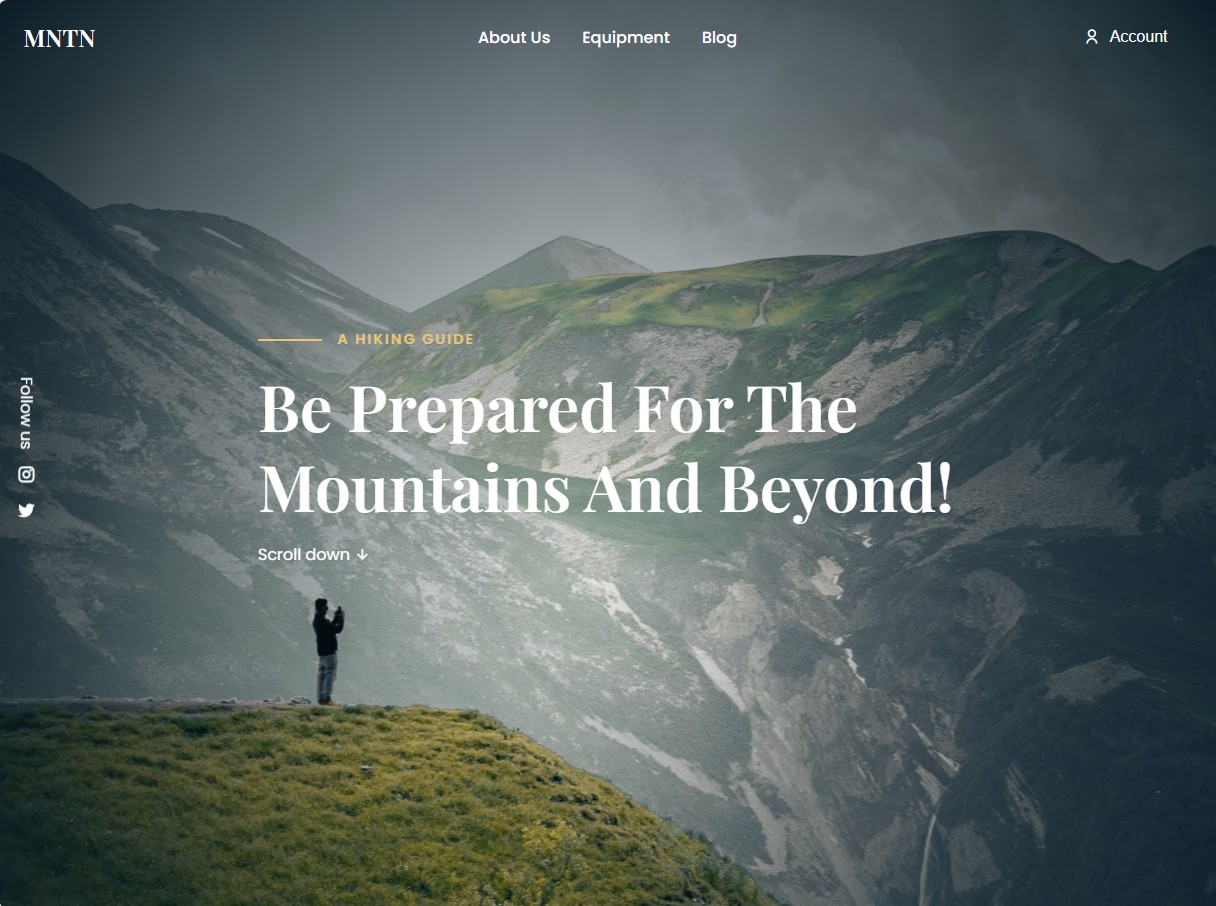 MNTN
About Us
Equipment
Blog
Account
A HIKING GUIDE
Be Prepared For The
Mountains And Beyond!
Scroll down ↓
Follow us